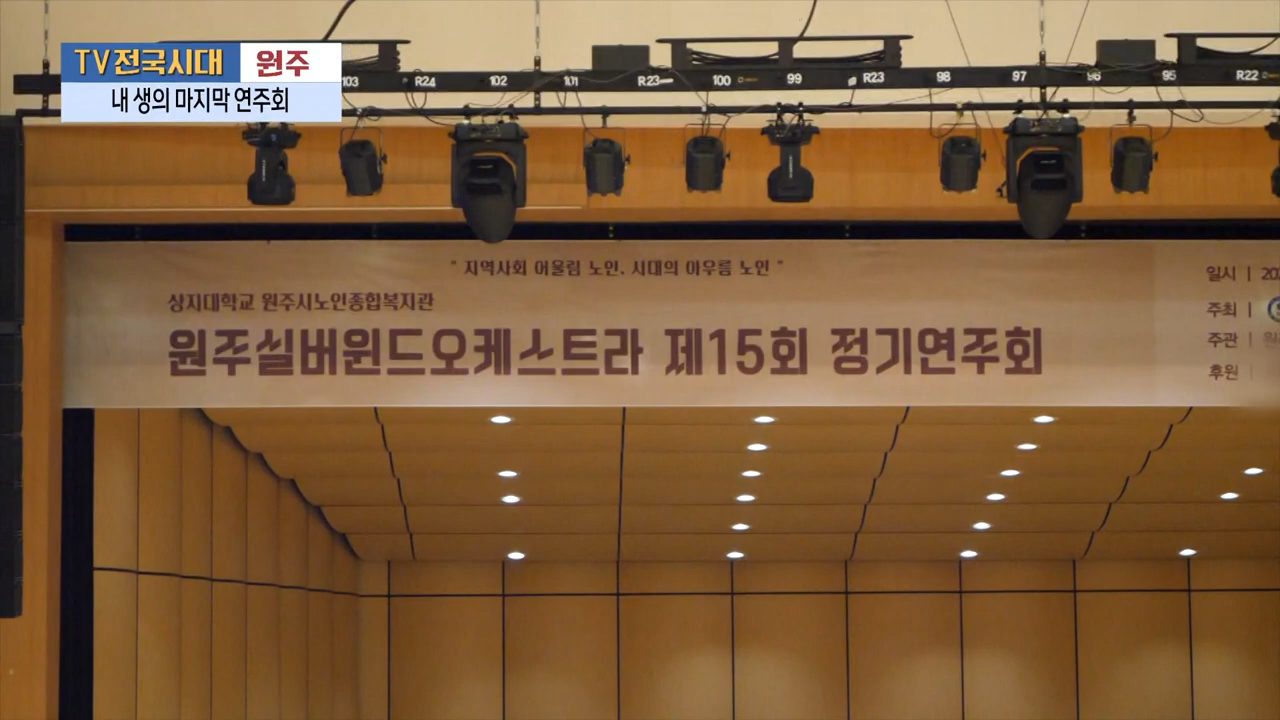 TV전국시대 원주
내 생의 마지막 연주회
103 R24 102 101 R23 100 99 R23 98 97 96 95 R22
" 지역사회 어울림 노인, 시대의 아우름 노인 "
상지대학교 원주시노인종합복지관
원주실버윈드오케스트라 제15회 정기연주회
일시 |
주최 |
주관 |
후원 |